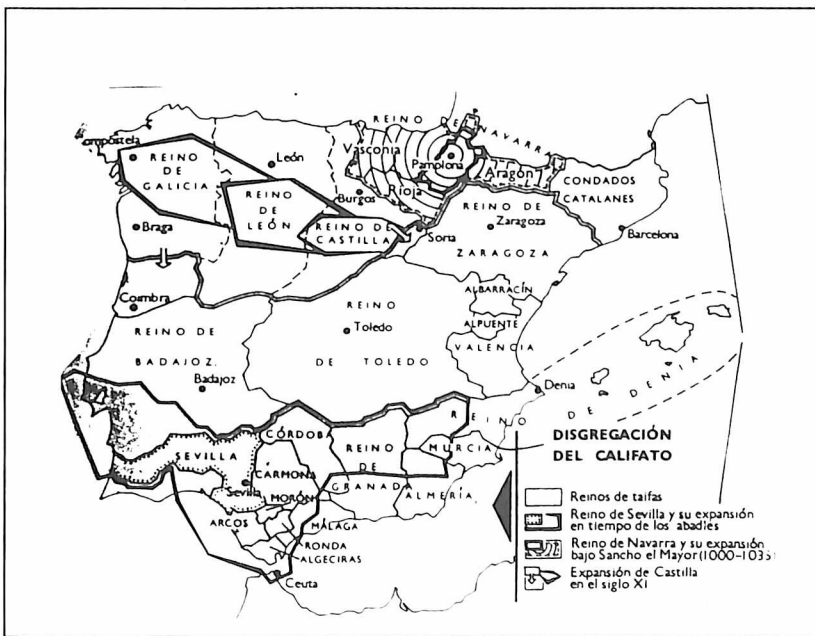 REINO DE NAVARRA
ompostela
REINO
DE
GALICIA
León
Vasconia
Pamplona
Aragón
CONDADOS
CATALANES
Burgos
Rioja
REINO
DE
LEÓN
REINO DE
CASTILLA
REINO DE
Zaragoza
ZARAGOZA
Soria
Barcelona
Braga
Coimbra
ALBARRACÍN
REINO
Toledo
DE TOLEDO
ALPUENTE
VALENCIA
REINO DE
BADAJOZ
Badajoz
Denia
REINO DE DENIA
CÓRDOBA
MURCIA
SEVILLA
Sevilla
CARMONA
REINO
DE
GRANADA
ALMERÍA
MORÓN
ARCOS
MÁLAGA
RONDA
ALGECIRAS
Ceuta
DISGREGACIÓN
DEL CALIFATO
Reinos de taifas
Reino de Sevilla y su expansión
en tiempo de los abadíes
Reino de Navarra y su expansión
bajo Sancho el Mayor(1000-1035)
Expansión de Castilla
en el siglo XI